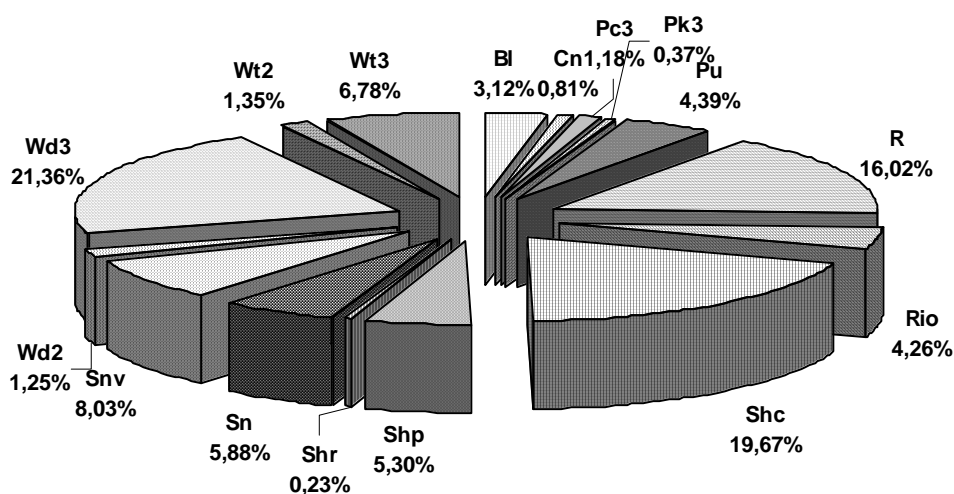 Bl
3,12%
Cn
0,81%
Pc3
1,18%
Pk3
0,37%
Pu
4,39%
R
16,02%
Rio
4,26%
Shc
19,67%
Shp
5,30%
Shr
0,23%
Sn
5,88%
Snv
8,03%
Wd2
1,25%
Wd3
21,36%
Wt2
1,35%
Wt3
6,78%